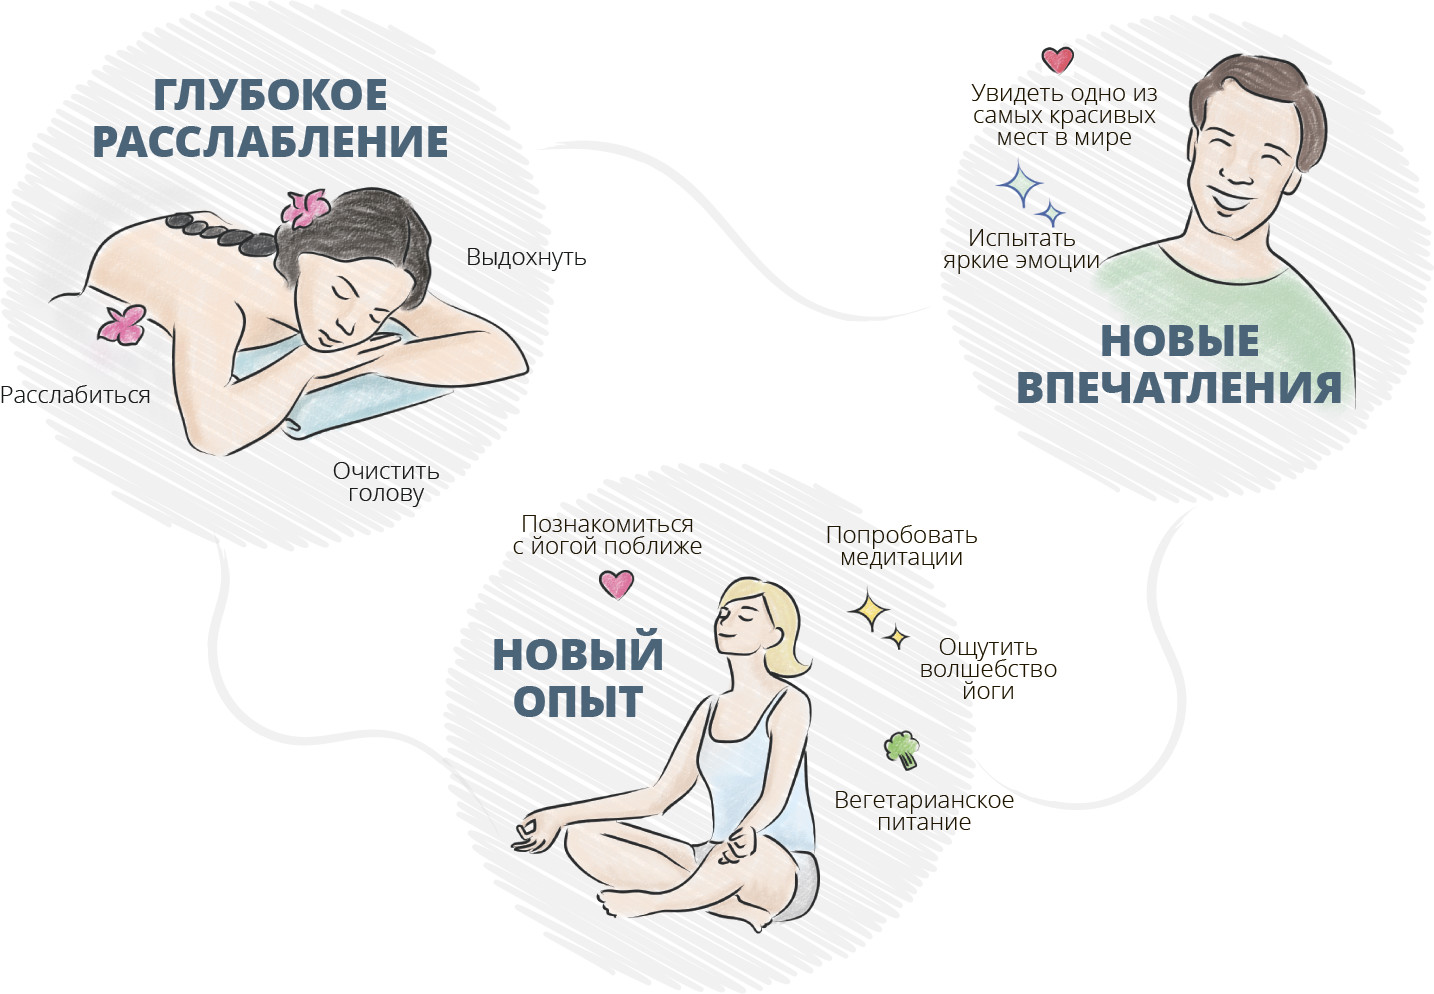 ГЛУБОКОЕ
РАССЛАБЛЕНИЕ
Выдохнуть
Расслабиться
Очистить
голову
Увидеть одно из
самых красивых
мест в мире
Испытать
яркие эмоции
НОВЫЕ
ВПЕЧАТЛЕНИЯ
Познакомиться
с йогой поближе
НОВЫЙ
ОПЫТ
Попробовать
медитации
Ощутить
волшебство
йоги
Вегетарианское
питание